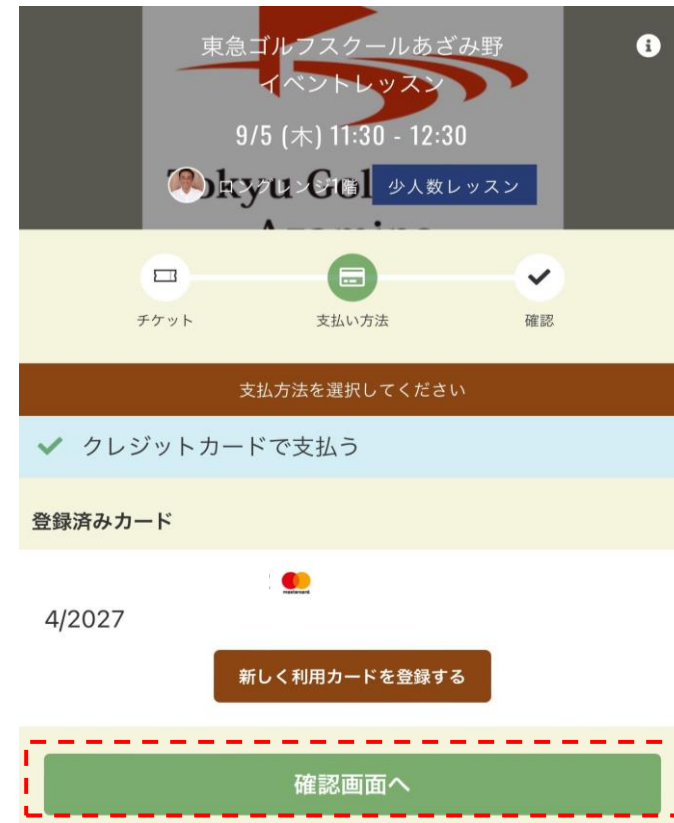 東急ゴルフスクールあざみ野
イベントレッスン
9/5 (木) 11:30 - 12:30
ロングレンジ1階 少人数レッスン
Tokyu Gol
チケット
支払い方法
確認
支払方法を選択してください
クレジットカードで支払う
登録済みカード
mastercard
4/2027
新しく利用カードを登録する
確認画面へ